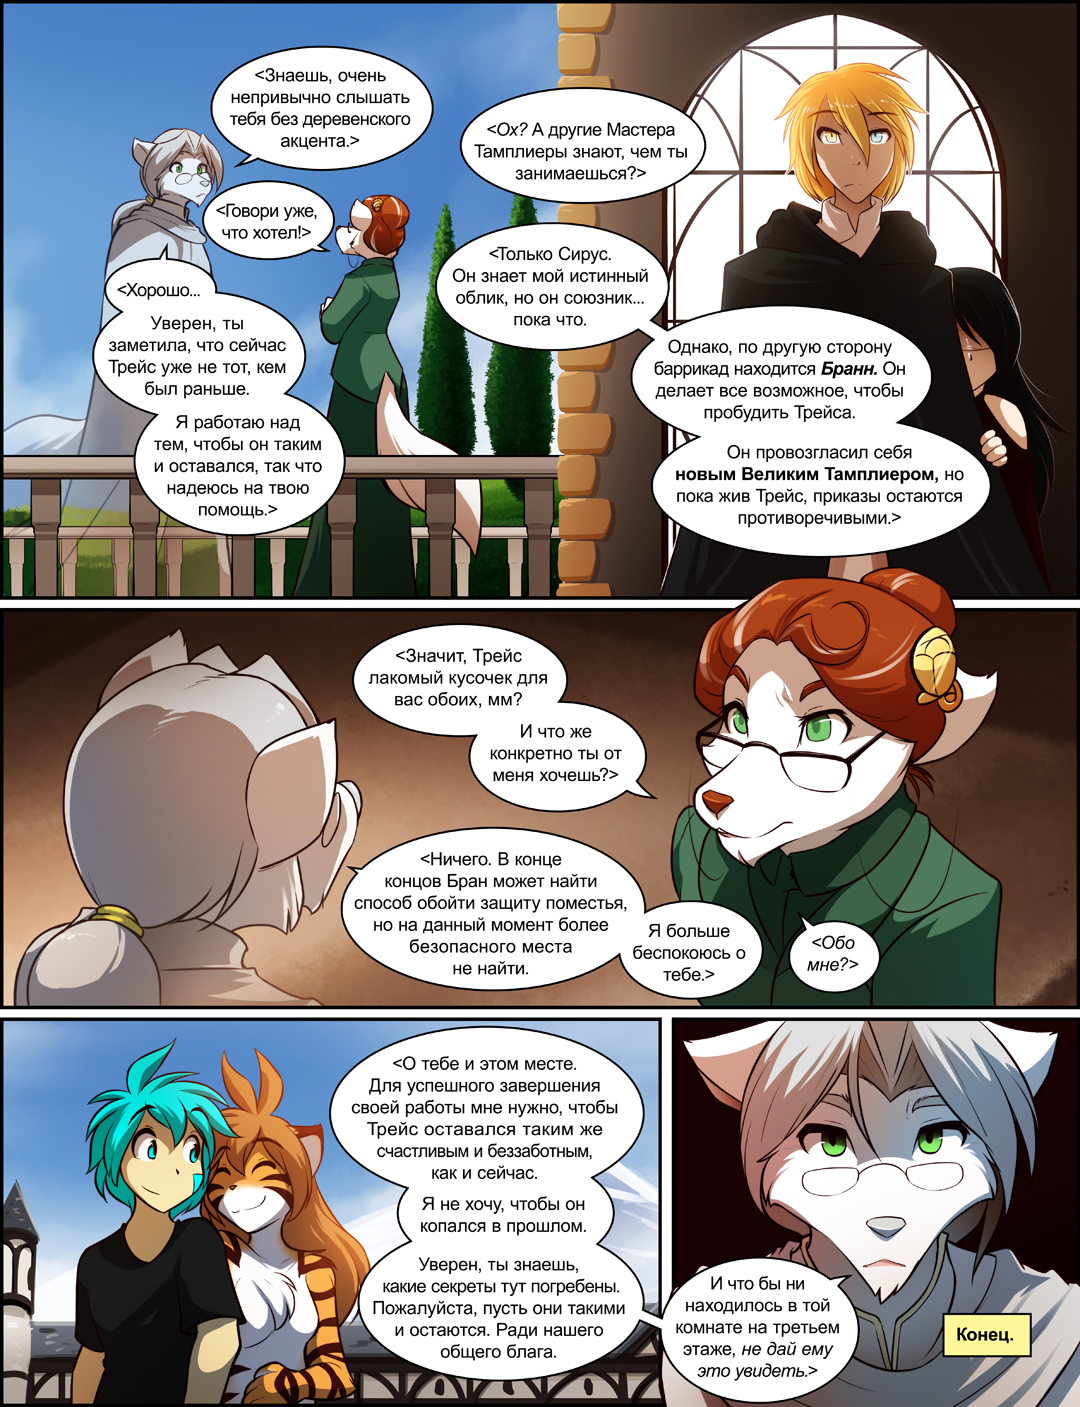 <Знаешь, очень
непривычно слышать
тебя без деревенского
акцента.>
<Говори уже,
что хотел!>
<Хорошо...
Уверен, ты
заметила, что сейчас
Трейс уже не тот, кем
был раньше.
Я работаю над
тем, чтобы он таким
и оставался, так что
надеюсь на твою
помощь.>
<Ох? А другие Мастера
Тамплиеры знают, чем ты
занимаешься?>
<Только Сирус.
Он знает мой истинный
облик, но он союзник...
пока что.
Однако, по другую сторону
баррикад находится Бранн. Он
делает все возможное, чтобы
пробудить Трейса.
Он провозгласил себя
новым Великим Тамплиером, но
пока жив Трейс, приказы остаются
противоречивыми.>
<Значит, Трейс
лакомый кусочек для
вас обоих, мм?
И что же
конкретно ты от
меня хочешь?>
<Ничего. В конце
концов Бран может найти
способ обойти защиту поместья,
но на данный момент более
безопасного места
не найти.
Я больше
беспокоюсь о
тебе.>
<Обо
мне?>
<О тебе и этом месте.
Для успешного завершения
своей работы мне нужно, чтобы
Трейс оставался таким же
счастливым и беззаботным,
как и сейчас.
Я не хочу, чтобы он
копался в прошлом.
Уверен, ты знаешь,
какие секреты тут погребены.
Пожалуйста, пусть они такими
и остаются. Ради нашего
общего блага.
И что бы ни
находилось в той
комнате на третьем
этаже, не дай ему
это увидеть.>
Конец.